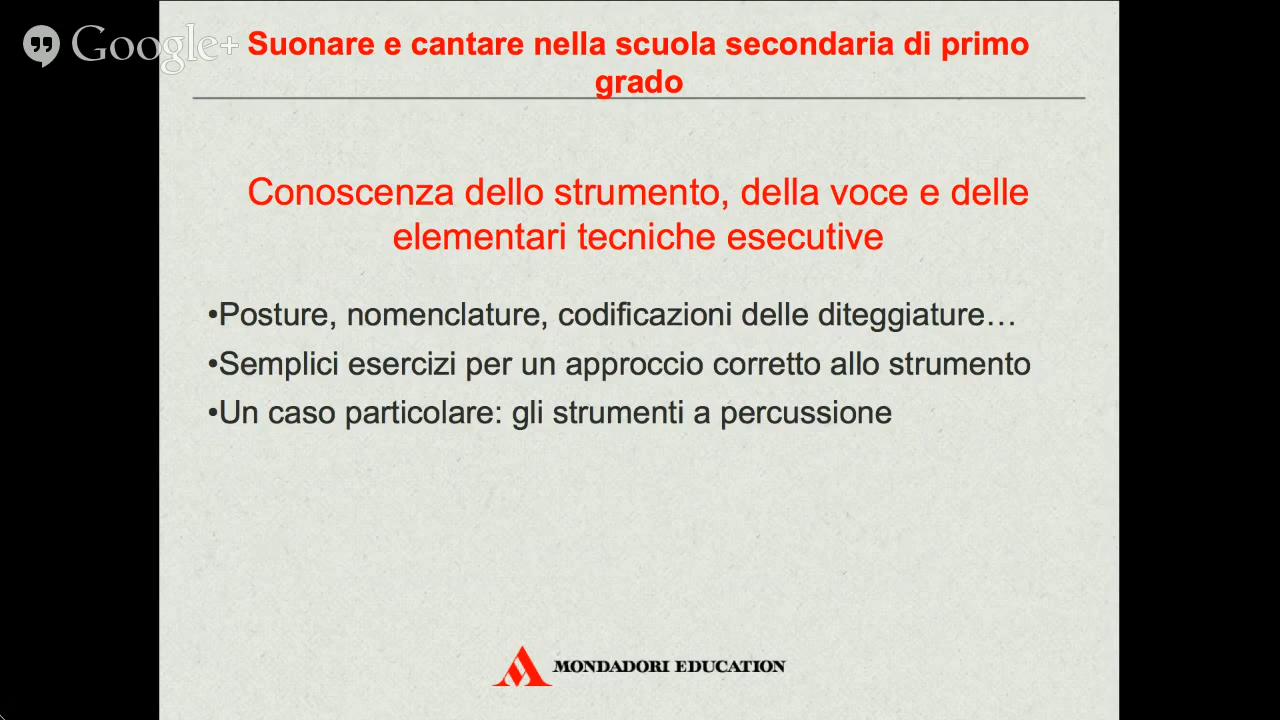 Google+
Suonare e cantare nella scuola secondaria di primo
grado
Conoscenza dello strumento, della voce e delle
elementari tecniche esecutive
•Posture, nomenclature, codificazioni delle diteggiature…
•Semplici esercizi per un approccio corretto allo strumento
•Un caso particolare: gli strumenti a percussione
MONDADORI EDUCATION